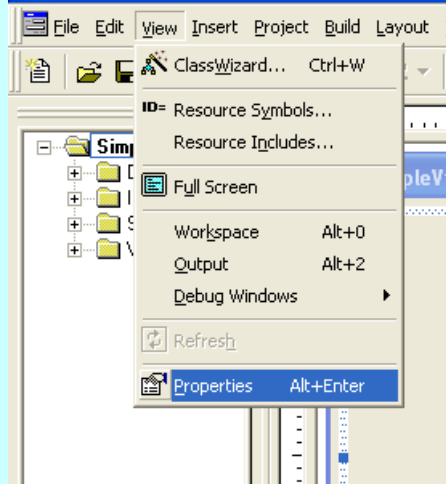 File Edit View Insert Project Build Layout
ClassWizard... Ctrl+W
ID= Resource Symbols...
Resource Includes...
Full Screen
Workspace Alt+0
Output Alt+2
Debug Windows
Refresh
Properties Alt+Enter